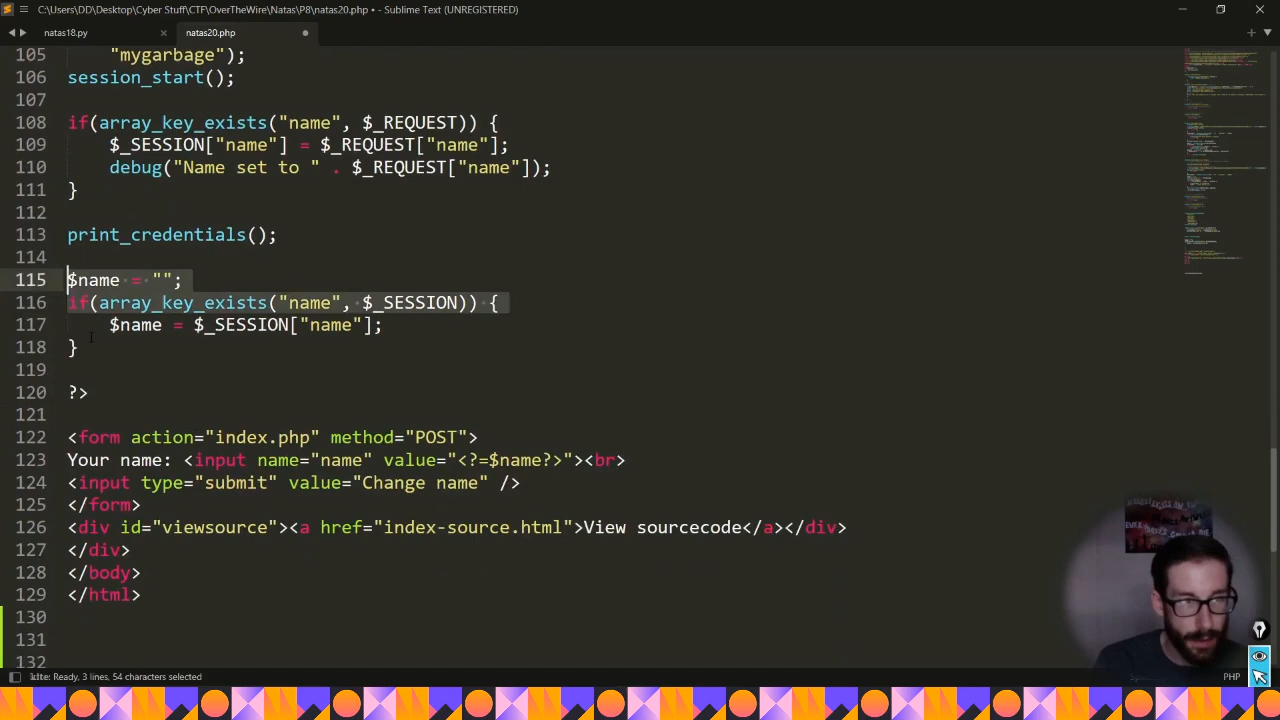 C:\Users\DD\Desktop\Cyber Stuff\CTF\OverTheWire\Natas\P8\natas20.php • - Sublime Text (UNREGISTERED)
natas18.py
natas20.php
105 "mygarbage");
106 session_start();
107
108 if(array_key_exists("name", $_REQUEST)) {
109 $_SESSION["name"] = $_REQUEST["name"];
110 debug("Name set to " . $_REQUEST["name"]);
111 }
112
113 print_credentials();
114
115 $name = "";
116 if(array_key_exists("name", $_SESSION)) {
117 $name = $_SESSION["name"];
118 }
119
120 ?>
121
122 <form action="index.php" method="POST">
123 Your name: <input name="name" value="<?=$name?>"><br>
124 <input type="submit" value="Change name" />
125 </form>
126 <div id="viewsource"><a href="index-source.html">View sourcecode</a></div>
127 </div>
128 </body>
129 </html>
130
131
132
Ready, 3 lines, 54 characters selected
PHP